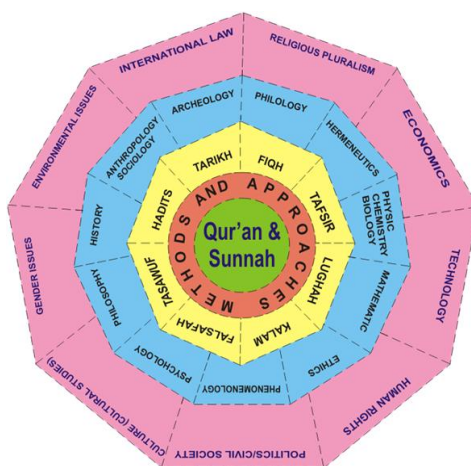 Qur'an &
Sunnah
METHODS AND APPROACHES
TARIKH
FIQH
TAFSIR
LUGHAH
KALAM
FALSAFAH
TASAWUF
HADITS
ARCHEOLOGY
PHILOLOGY
HERMENEUTICS
PHYSIC
CHEMISTRY
BIOLOGY
MATHEMATIC
ETHICS
PHENOMENOLOGY
PSYCHOLOGY
PHILOSOPHY
HISTORY
ANTHROPOLOGY
SOCIOLOGY
INTERNATIONAL LAW
RELIGIOUS PLURALISM
ECONOMICS
TECHNOLOGY
HUMAN RIGHTS
POLITICS/CIVIL SOCIETY
CULTURE (CULTURAL STUDIES)
GENDER ISSUES
ENVIRONMENTAL ISSUES